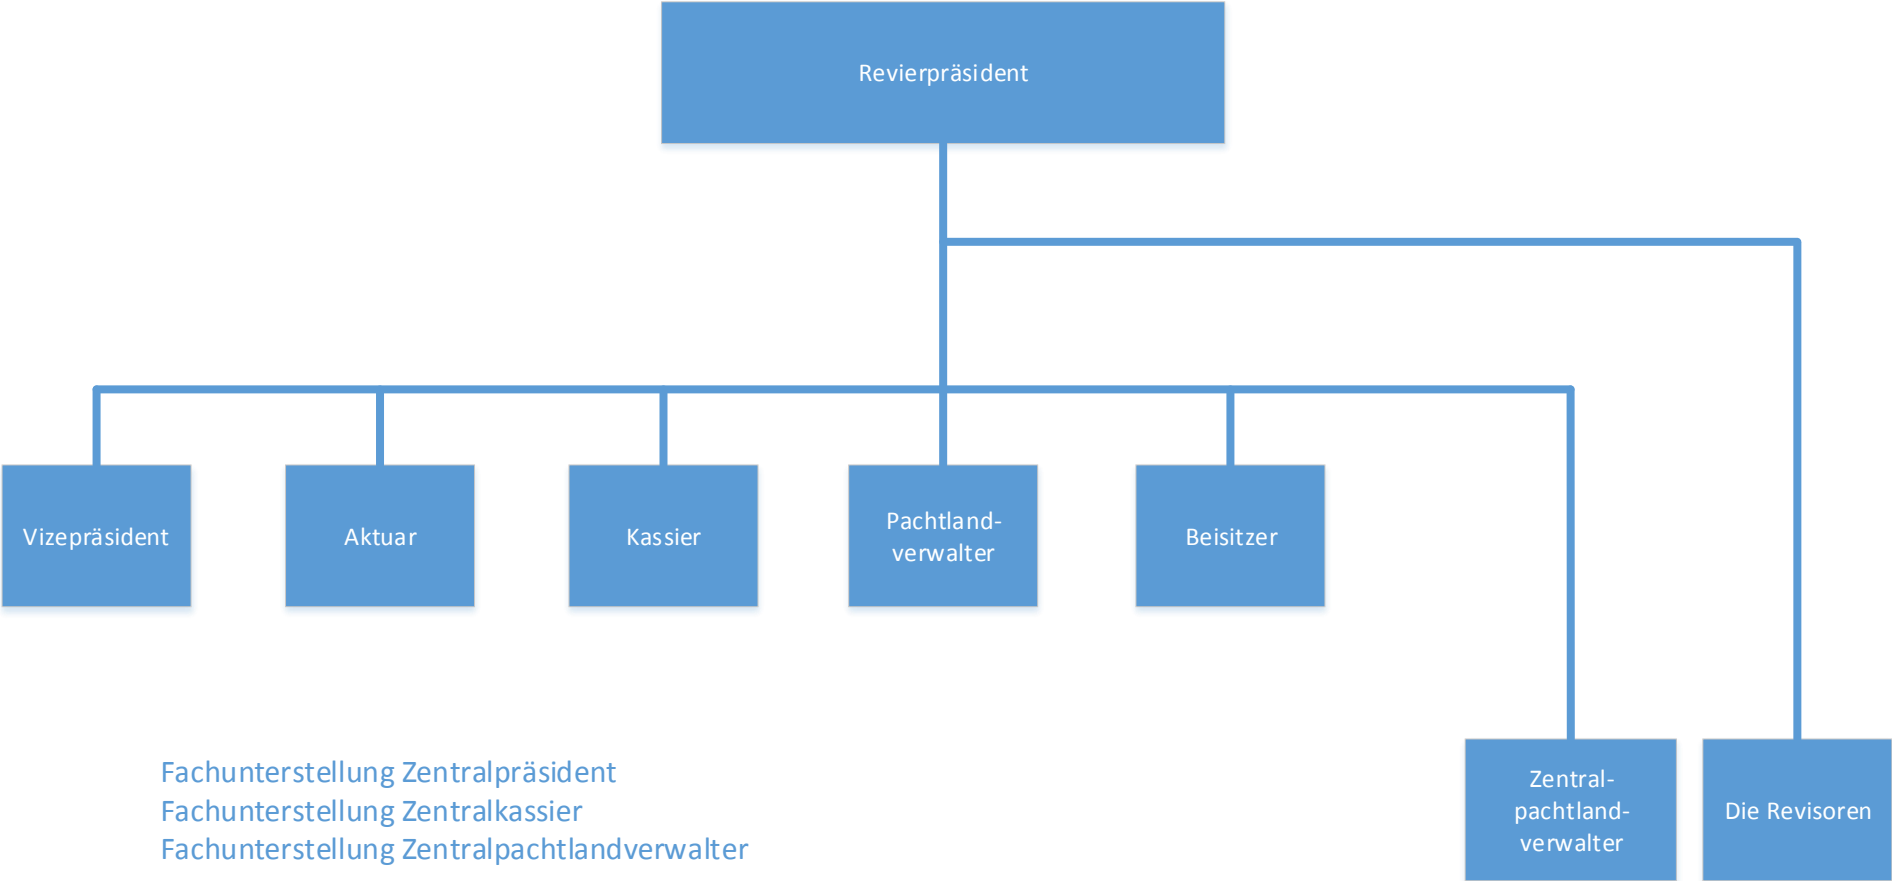 Revierpräsident
Vizepräsident
Aktuar
Kassier
Pachtland-
verwalter
Beisitzer
Zentral-
pachtland-
verwalter
Die Revisoren
Fachunterstellung Zentralpräsident
Fachunterstellung Zentralkassier
Fachunterstellung Zentralpachtlandverwalter